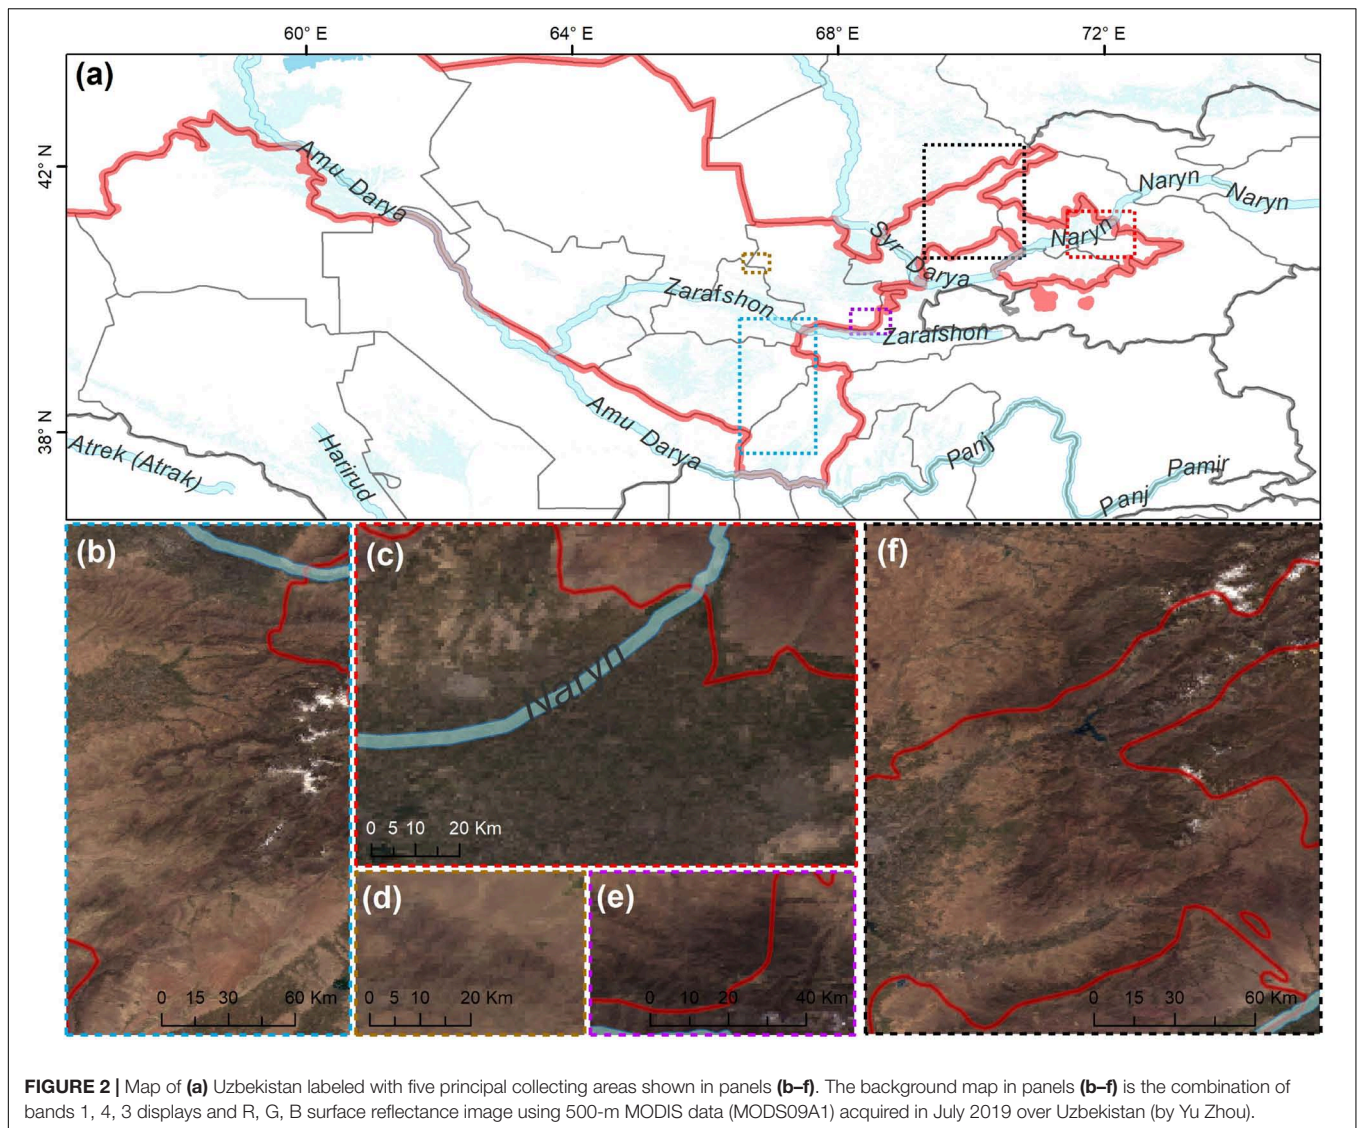 60° E 64° E 68° E 72° E
(a)
42° N
38° N
Amu Darya
Syr Darya
Naryn
Naryn
Naryn
Zarafshon
Zarafshon
Amu Darya
Panj
Panj
Pamir
Atrek (Atrak)
Harirud
(b)
0 15 30 60 Km
(c)
Naryn
0 5 10 20 Km
(d)
0 5 10 20 Km
(e)
0 10 20 40 Km
(f)
0 15 30 60 Km
FIGURE 2 | Map of (a) Uzbekistan labeled with five principal collecting areas shown in panels (b–f). The background map in panels (b–f) is the combination of
bands 1, 4, 3 displays and R, G, B surface reflectance image using 500-m MODIS data (MODS09A1) acquired in July 2019 over Uzbekistan (by Yu Zhou).